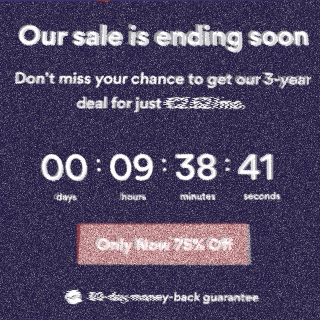 Our sale is ending soon
Don't miss your chance to get our 3-year
deal for just
00 : 09 : 38 : 41
days hours minutes seconds
Only Now 75% Off
money-back guarantee